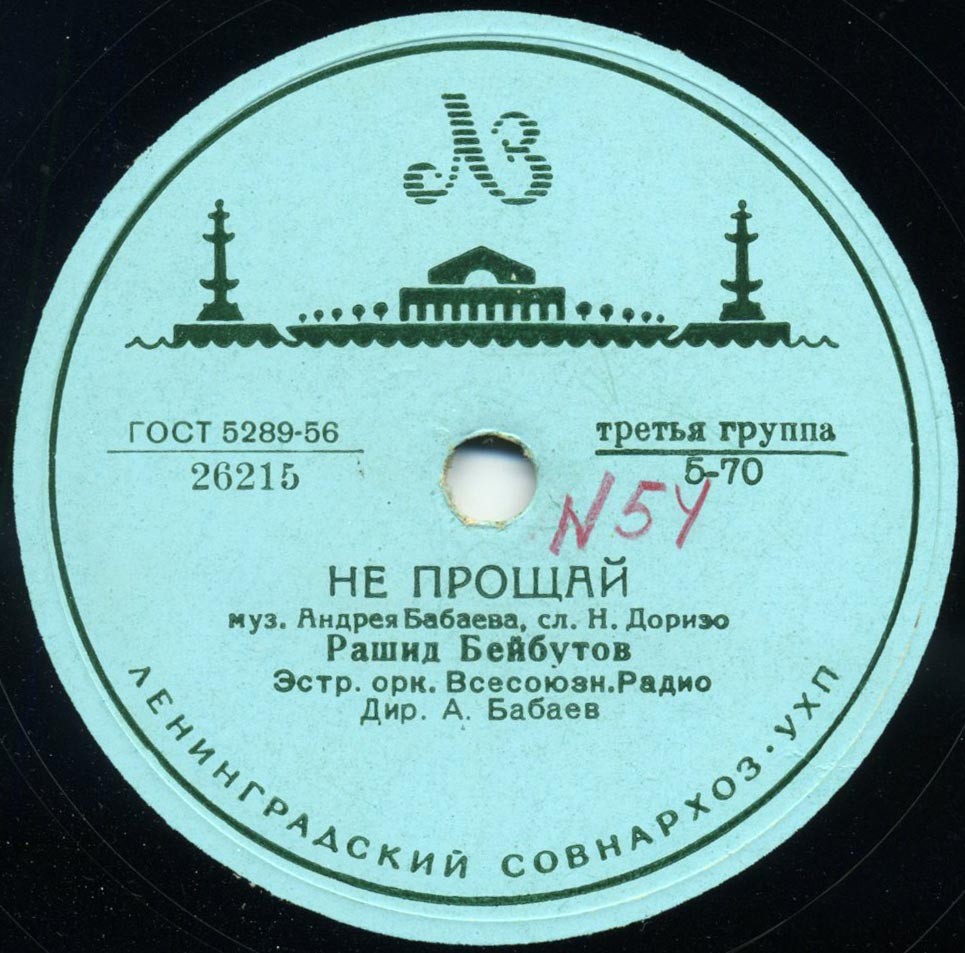 ЛЗ
ГОСТ 5289-56
26215
третья группа
5-70
N54
НЕ ПРОЩАЙ
муз. Андрея Бабаева, сл. Н. Доризо
Рашид Бейбутов
Эстр. орк. Всесоюзн.Радио
Дир. А. Бабаев
ЛЕНИНГРАДСКИЙ СОВНАРХОЗ·УХП